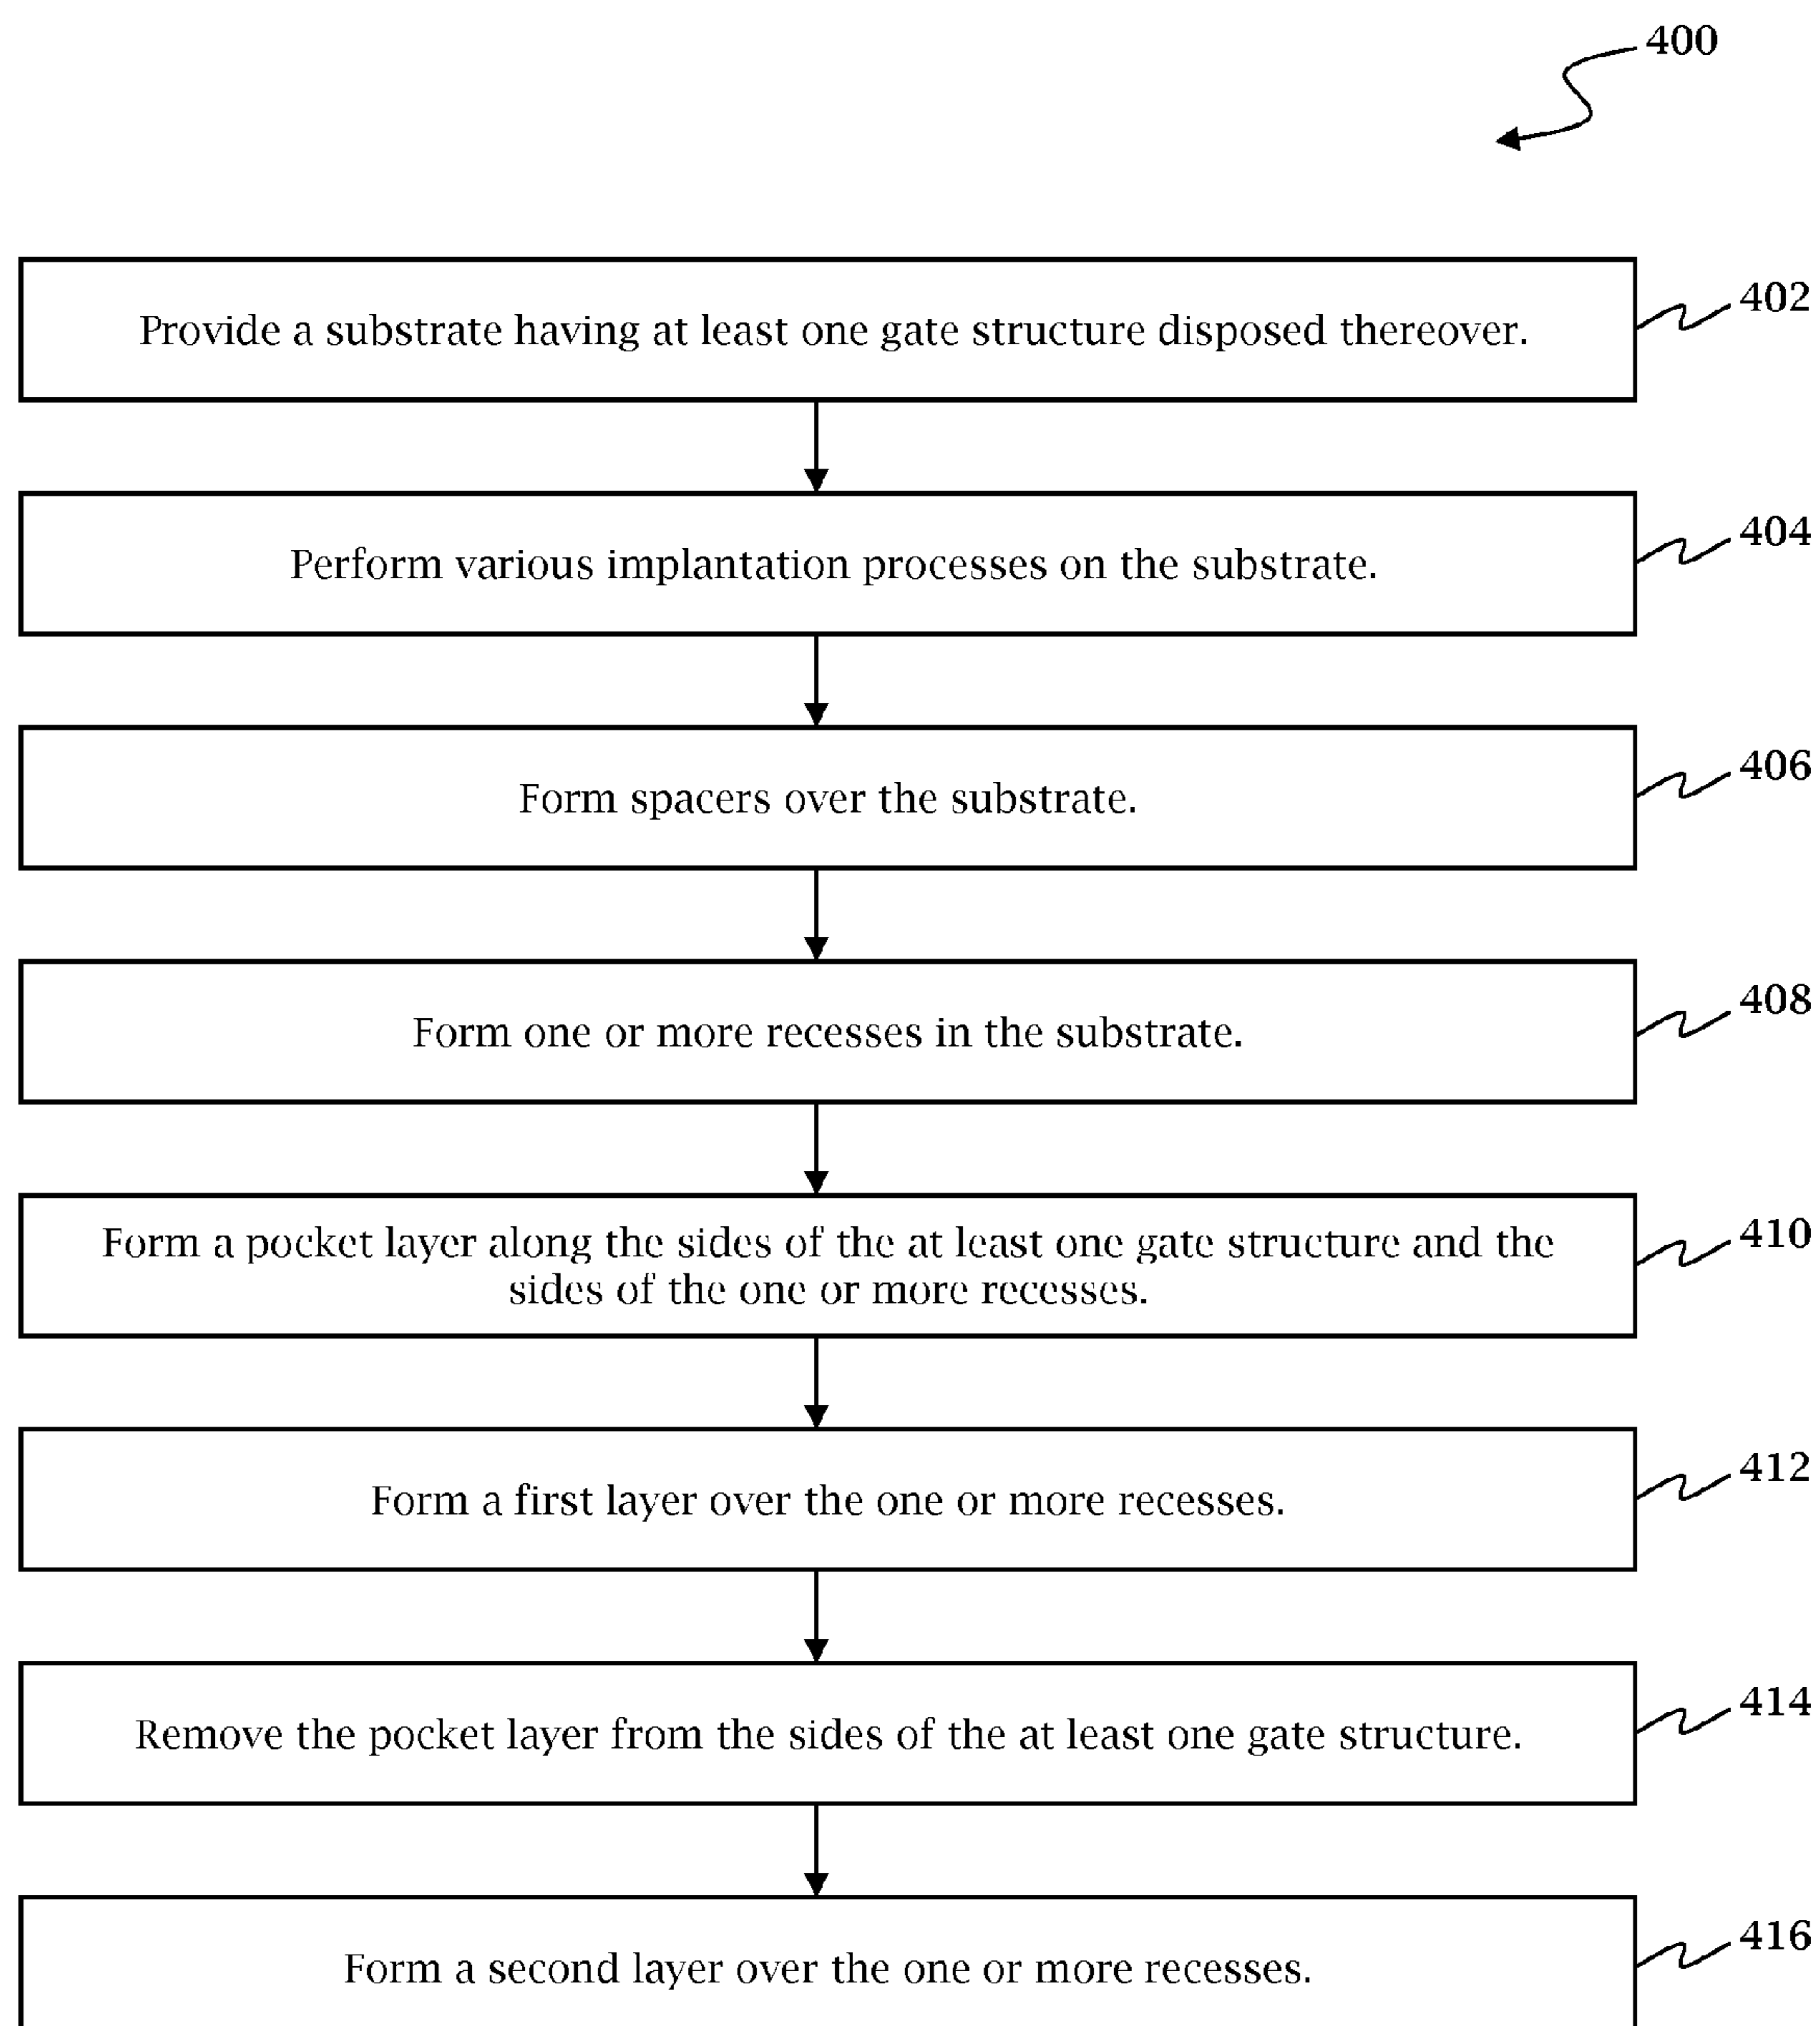 400
Provide a substrate having at least one gate structure disposed thereover.
402
Perform various implantation processes on the substrate.
404
Form spacers over the substrate.
406
Form one or more recesses in the substrate.
408
Form a pocket layer along the sides of the at least one gate structure and the
sides of the one or more recesses.
410
Form a first layer over the one or more recesses.
412
Remove the pocket layer from the sides of the at least one gate structure.
414
Form a second layer over the one or more recesses.
416